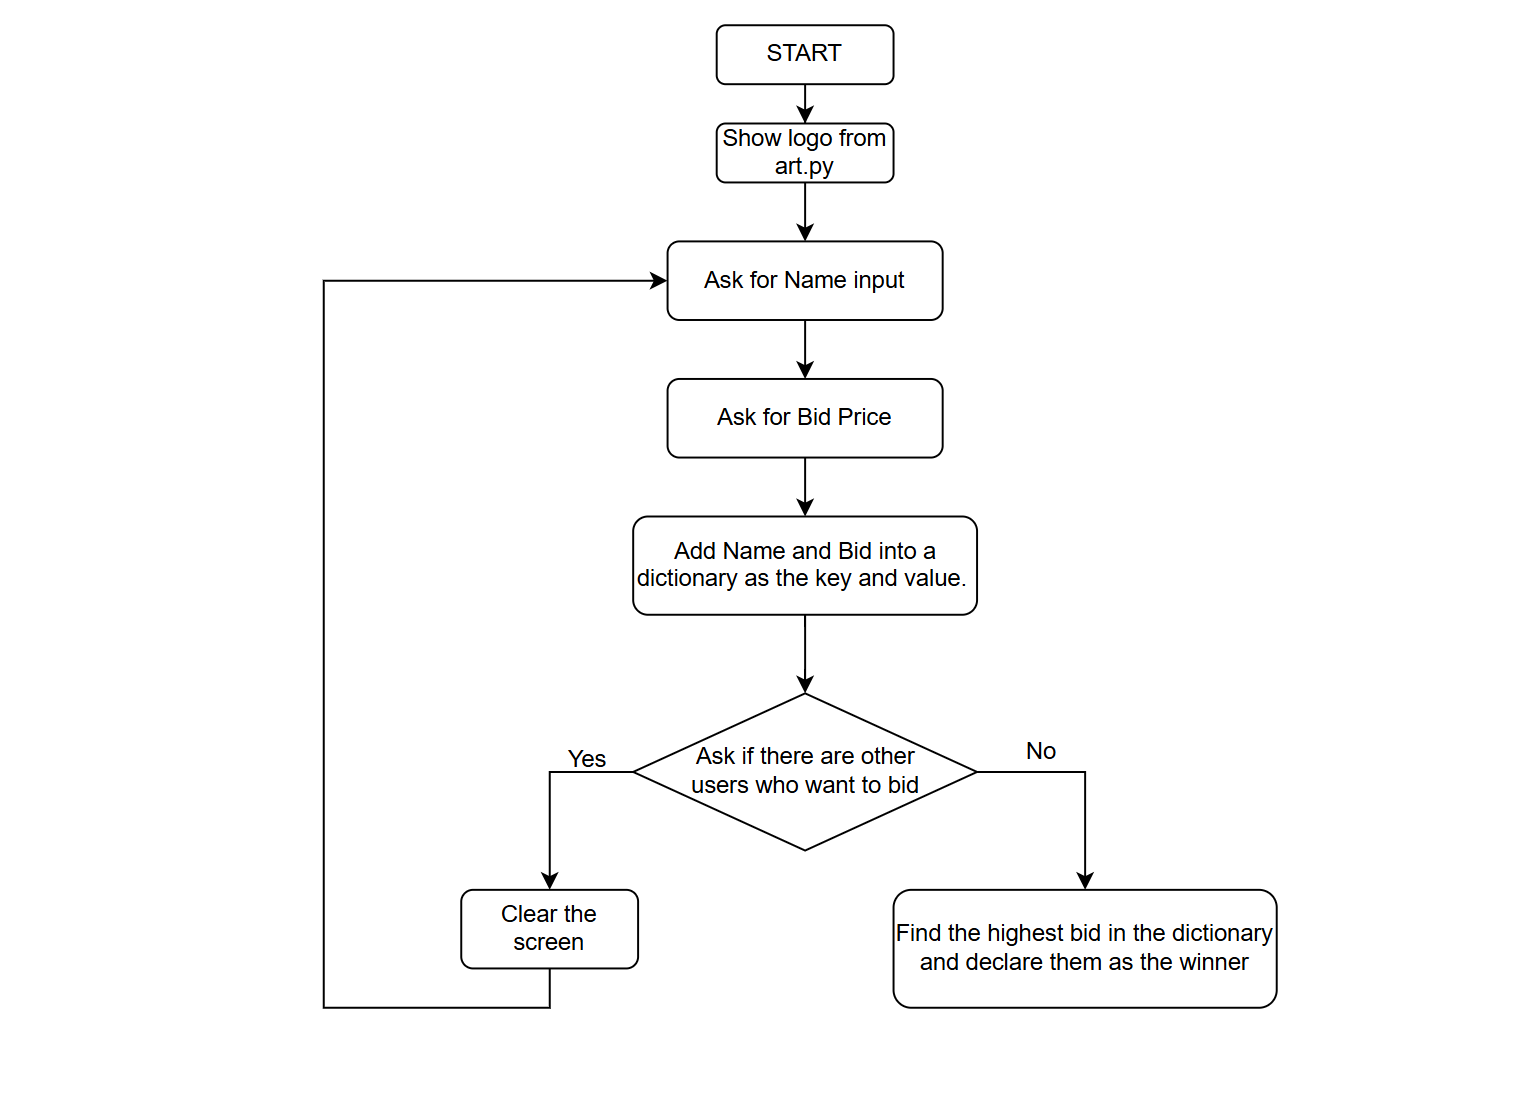 START
Show logo from
art.py
Ask for Name input
Ask for Bid Price
Add Name and Bid into a
dictionary as the key and value.
Ask if there are other
users who want to bid
Yes
No
Clear the
screen
Find the highest bid in the dictionary
and declare them as the winner